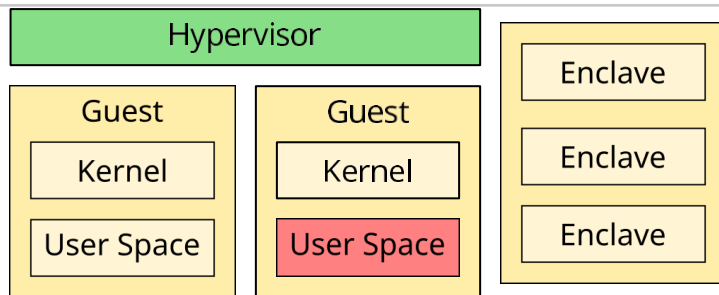 Hypervisor
Guest
Kernel
User Space
Guest
Kernel
User Space
Enclave
Enclave
Enclave